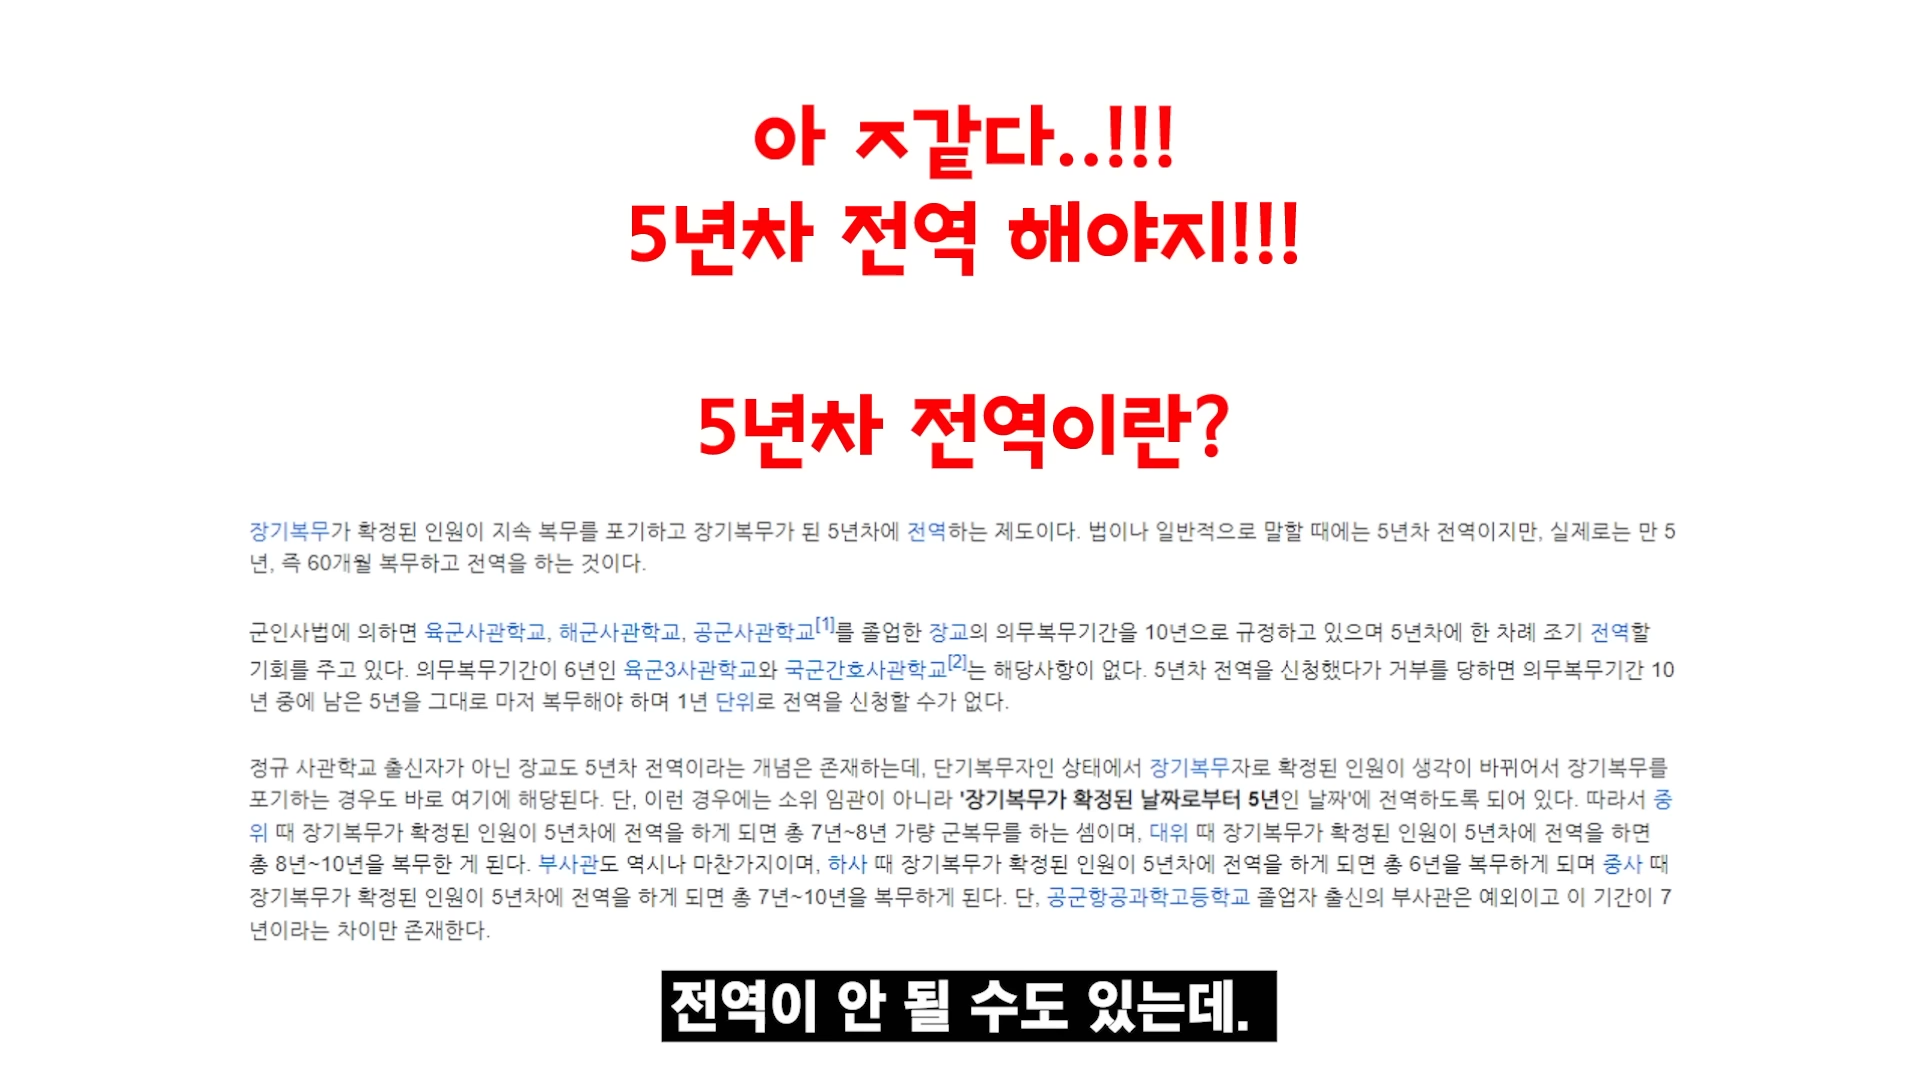 아 ㅈ같다..!!!
5년차 전역 해야지!!!
5년차 전역이란?
장기복무가 확정된 인원이 지속 복무를 포기하고 장기복무가 된 5년차에 전역하는 제도이다. 법이나 일반적으로 말할 때에는 5년차 전역이지만, 실제로는 만 5
년, 즉 60개월 복무하고 전역을 하는 것이다.
군인사법에 의하면 육군사관학교, 해군사관학교, 공군사관학교[1]를 졸업한 장교의 의무복무기간을 10년으로 규정하고 있으며 5년차에 한 차례 조기 전역할
기회를 주고 있다. 의무복무기간이 6년인 육군3사관학교와 국군간호사관학교[2]는 해당사항이 없다. 5년차 전역을 신청했다가 거부를 당하면 의무복무기간 10
년 중에 남은 5년을 그대로 마저 복무해야 하며 1년 단위로 전역을 신청할 수가 없다.
정규 사관학교 출신자가 아닌 장교도 5년차 전역이라는 개념은 존재하는데, 단기복무자인 상태에서 장기복무자로 확정된 인원이 생각이 바뀌어서 장기복무를
포기하는 경우도 바로 여기에 해당된다. 단, 이런 경우에는 소위 임관이 아니라 '장기복무가 확정된 날짜로부터 5년인 날짜'에 전역하도록 되어 있다. 따라서 중
위 때 장기복무가 확정된 인원이 5년차에 전역을 하게 되면 총 7년~8년 가량 군복무를 하는 셈이며, 대위 때 장기복무가 확정된 인원이 5년차에 전역을 하면
총 8년~10년을 복무한 게 된다. 부사관도 역시나 마찬가지이며, 하사 때 장기복무가 확정된 인원이 5년차에 전역을 하게 되면 총 6년을 복무하게 되며 중사 때
장기복무가 확정된 인원이 5년차에 전역을 하게 되면 총 7년~10년을 복무하게 된다. 단, 공군항공과학고등학교 졸업자 출신의 부사관은 예외이고 이 기간이 7
년이라는 차이만 존재한다.
전역이 안 될 수도 있는데.